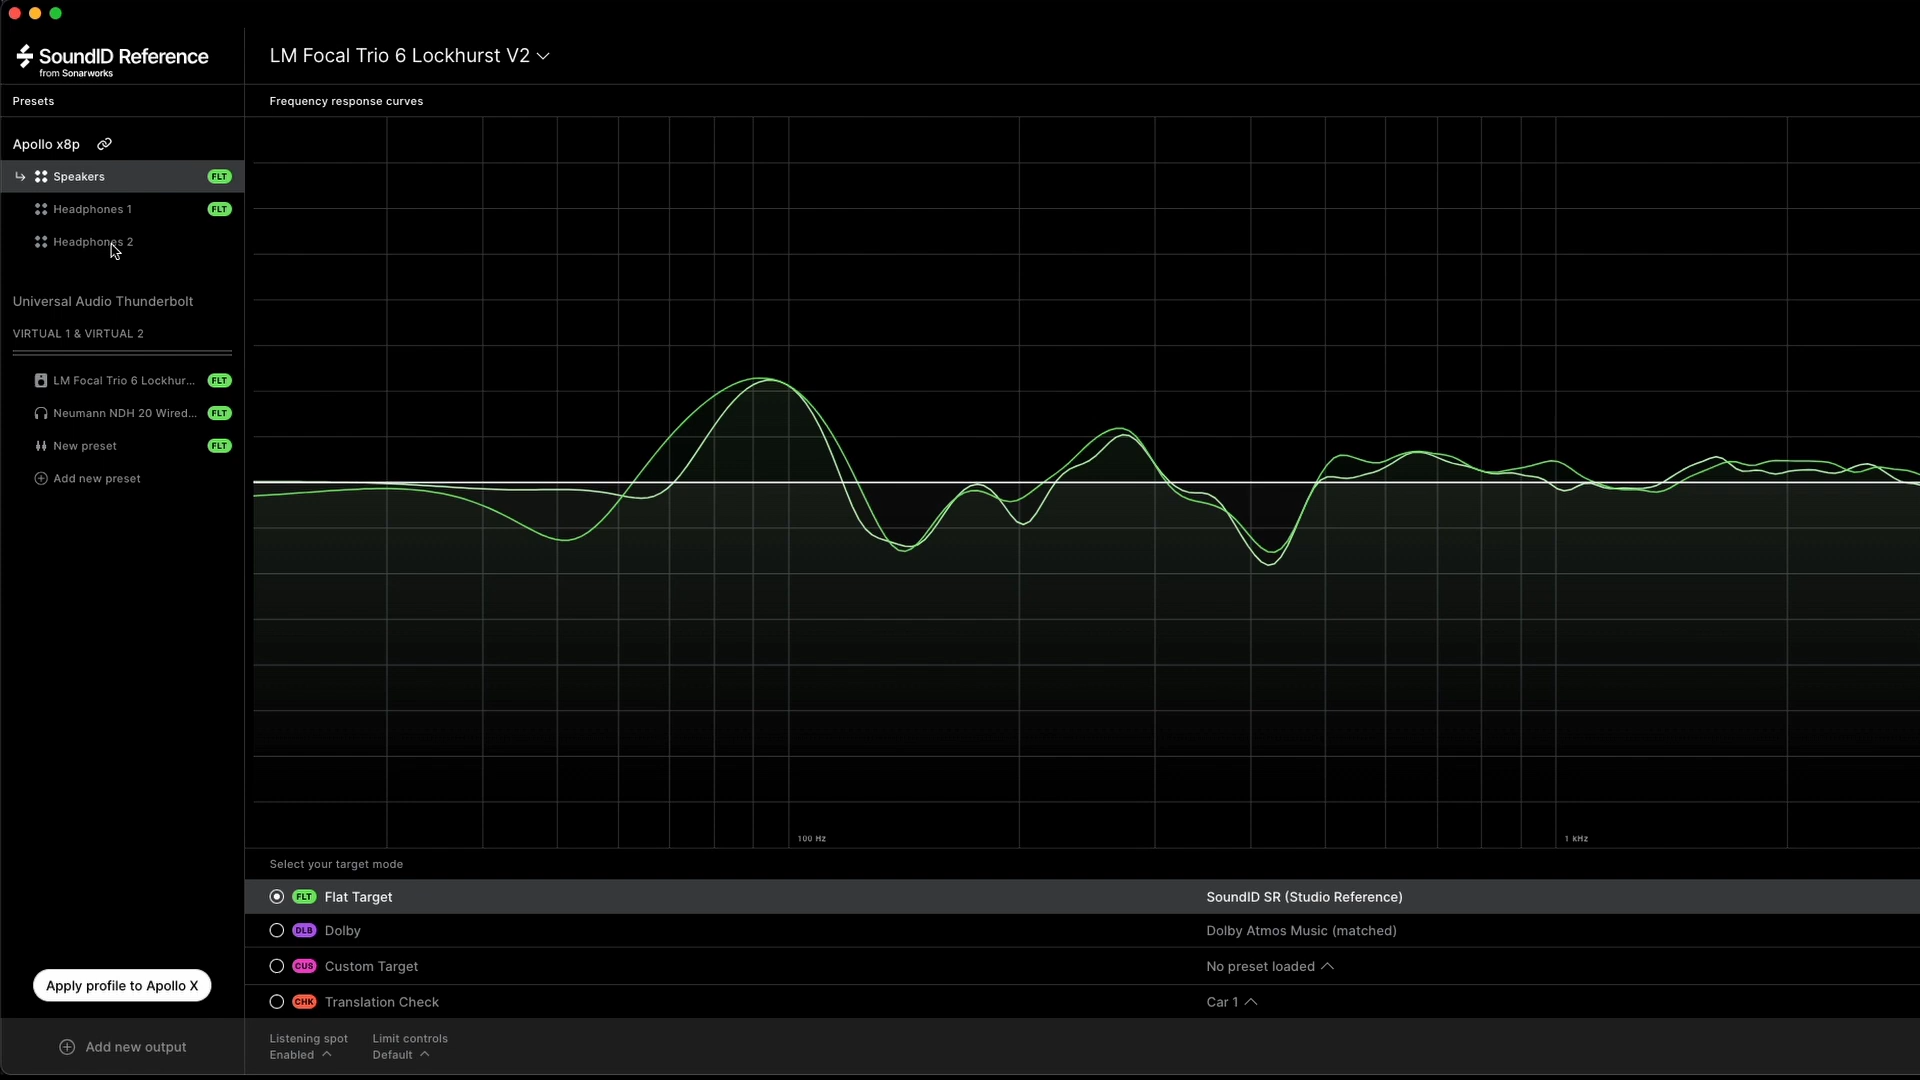 SoundID Reference
from Sonarworks
LM Focal Trio 6 Lockhurst V2
Presets
Frequency response curves
Apollo x8p
Speakers FLT
Headphones 1 FLT
Headphones 2
Universal Audio Thunderbolt
VIRTUAL 1 & VIRTUAL 2
LM Focal Trio 6 Lockhur... FLT
Neumann NDH 20 Wired... FLT
New preset FLT
Add new preset
100 Hz
1 kHz
Select your target mode
FLT Flat Target SoundID SR (Studio Reference)
DLB Dolby Dolby Atmos Music (matched)
CUS Custom Target No preset loaded
CHK Translation Check Car 1
Apply profile to Apollo X
Add new output
Listening spot Limit controls
Enabled Default